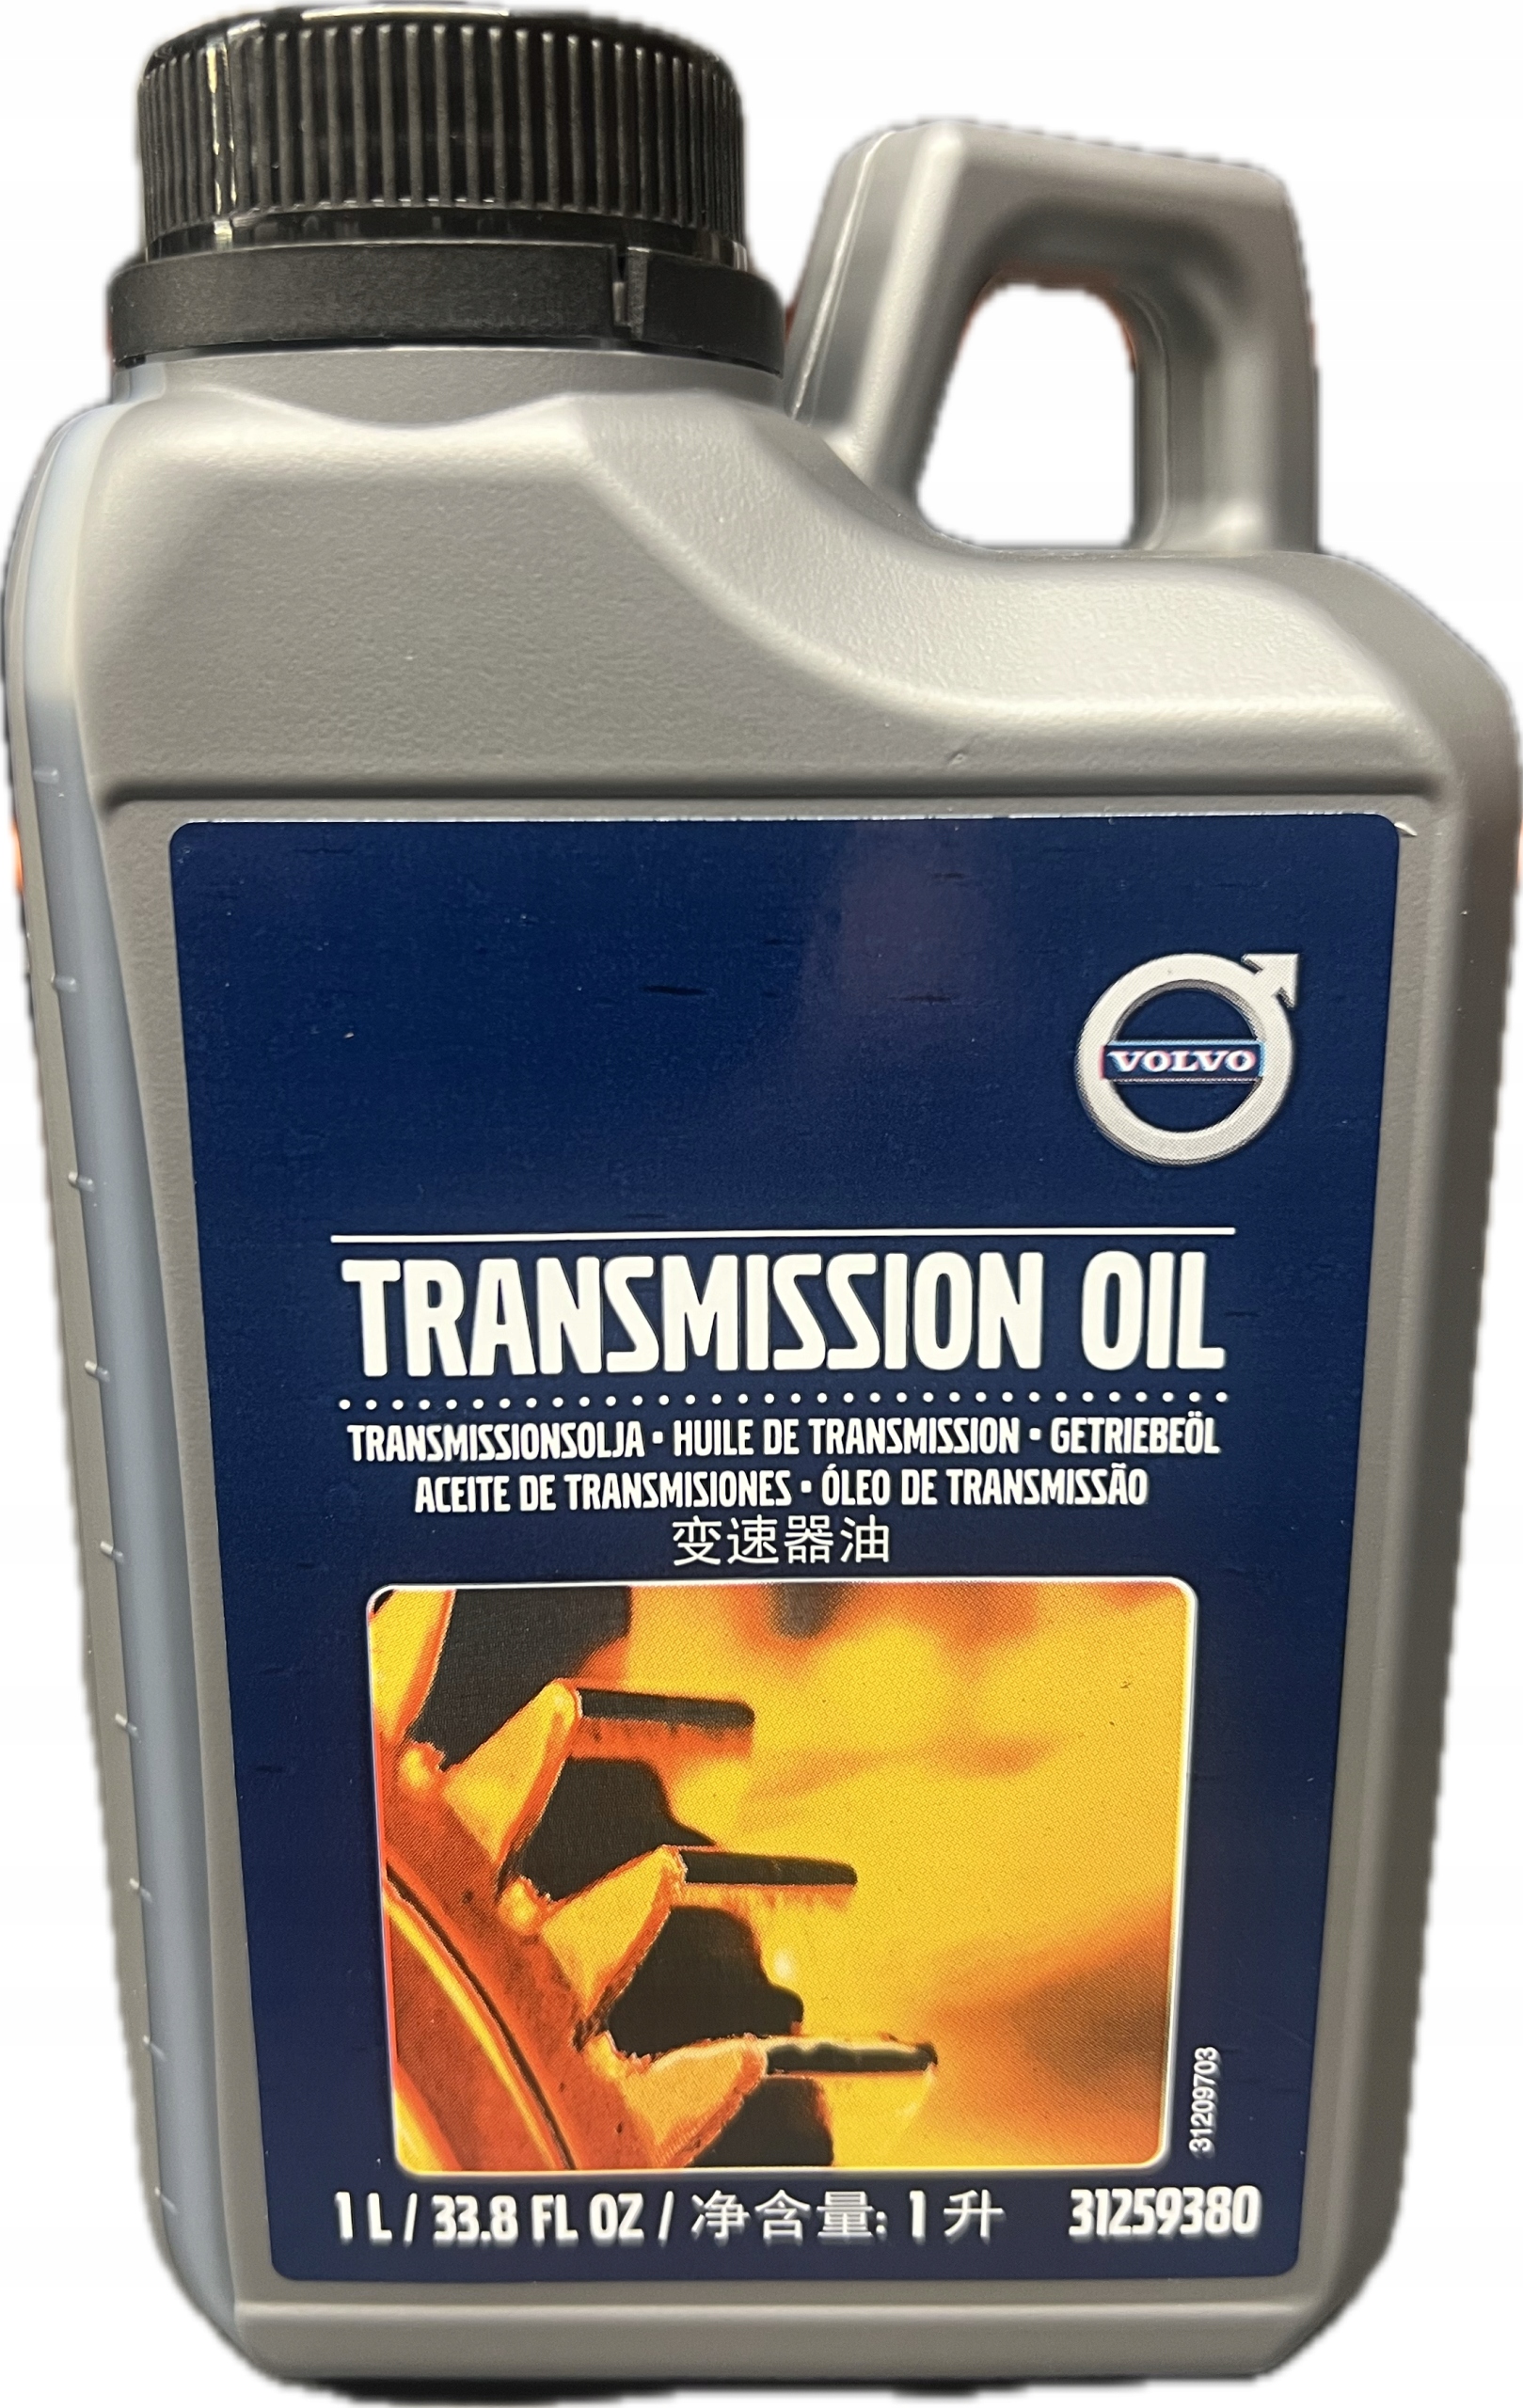 VOLVO
TRANSMISSION OIL
TRANSMISSIONSOLJA • HUILE DE TRANSMISSION • GETRIEBEÖL
ACEITE DE TRANSMISIONES • ÓLEO DE TRANSMISSÃO
变速器油
31209703
1 L / 33.8 FL OZ / 净含量: 1 升 31259380